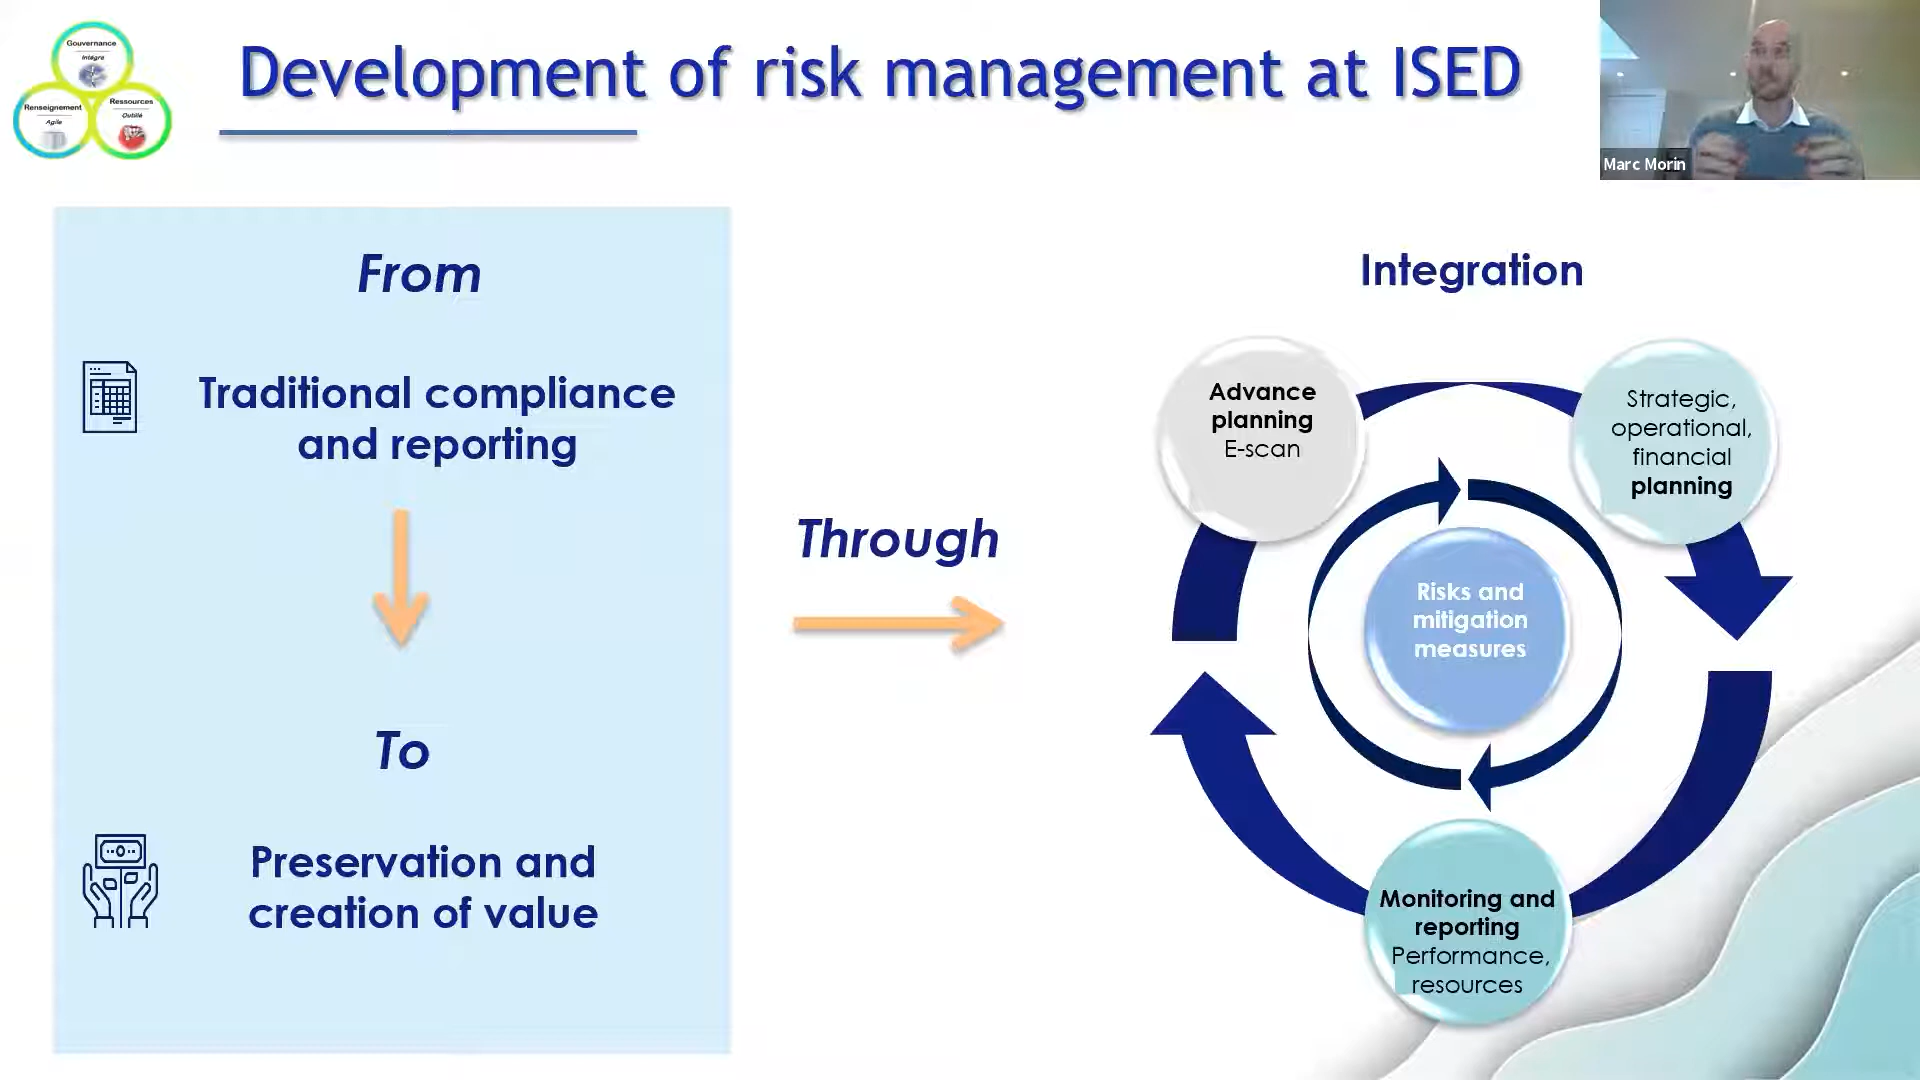 Gouvernance
Intégré
Renseignement
Agile
Ressources
Outillé
Development of risk management at ISED
Marc Morin
From
Traditional compliance
and reporting
To
Preservation and
creation of value
Through
Integration
Advance
planning
E-scan
Strategic,
operational,
financial
planning
Risks and
mitigation
measures
Monitoring and
reporting
Performance,
resources